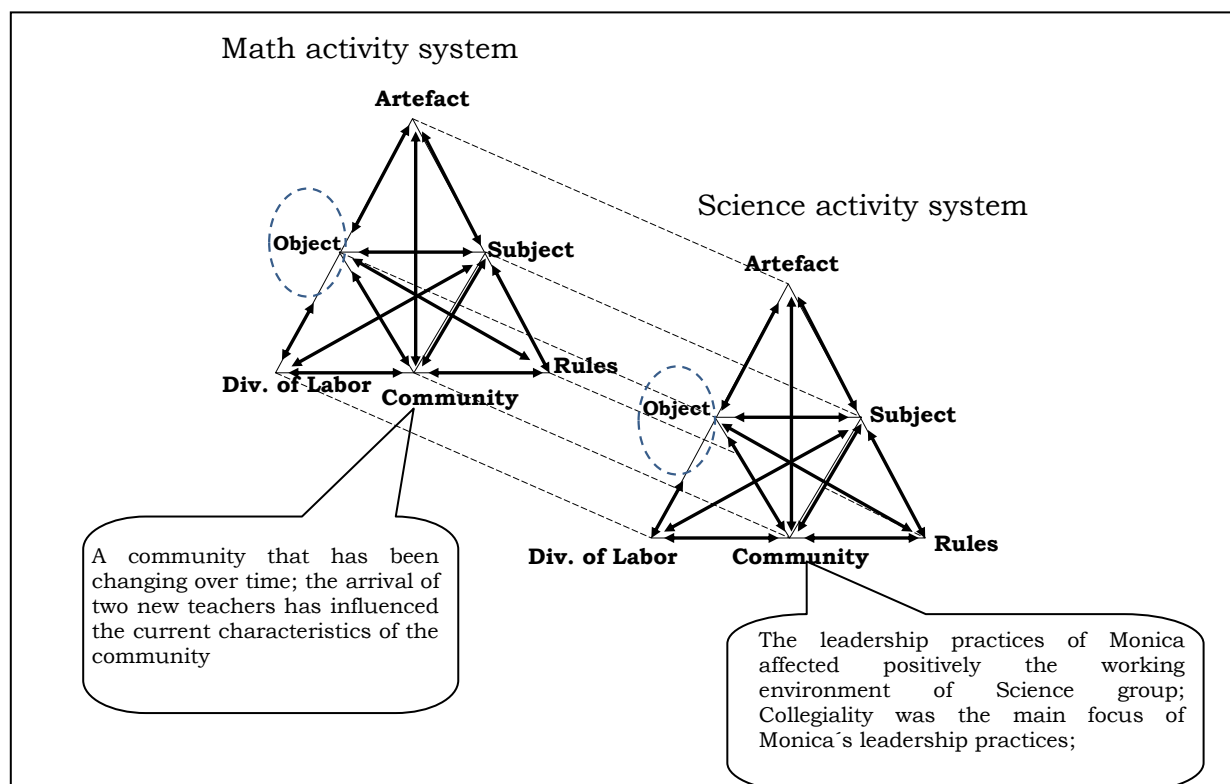 Math activity system
Artefact
Science activity system
Object
Subject
Artefact
Div. of Labor
Community
Rules
Object
Subject
A community that has been
changing over time; the arrival of
two new teachers has influenced
the current characteristics of the
community
Div. of Labor
Community
Rules
The leadership practices of Monica
affected positively the working
environment of Science group;
Collegiality was the main focus of
Monica´s leadership practices;